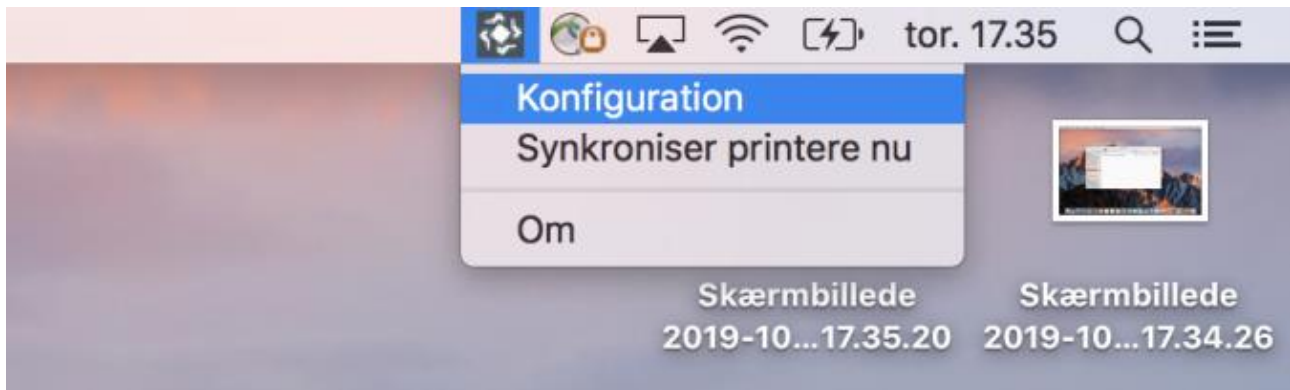 tor. 17.35
Konfiguration
Synkroniser printere nu
Om
Skærmbillede
2019-10...17.35.20
Skærmbillede
2019-10...17.34.26